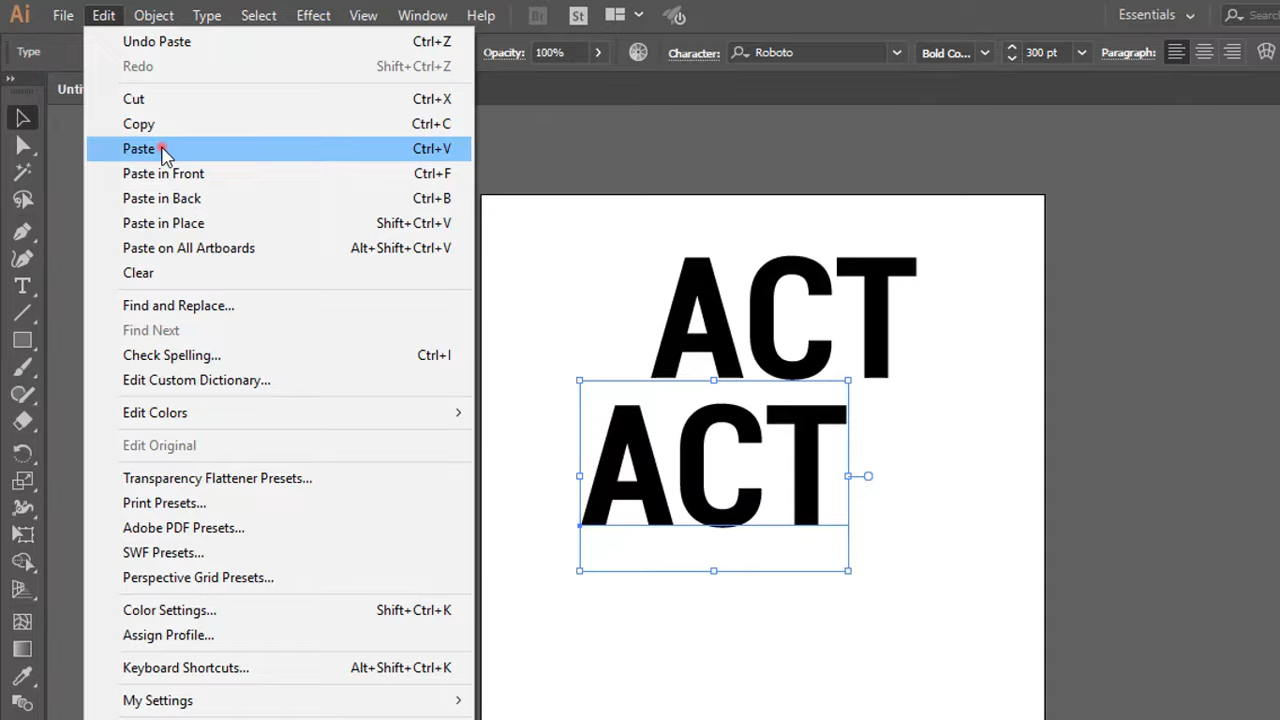 Ai File Edit Object Type Select Effect View Window Help Br St Essentials Searc
Type Opacity: 100% Character: Roboto Bold Co... 300 pt Paragraph:
Unti
Undo Paste Ctrl+Z
Redo Shift+Ctrl+Z
Cut Ctrl+X
Copy Ctrl+C
Paste Ctrl+V
Paste in Front Ctrl+F
Paste in Back Ctrl+B
Paste in Place Shift+Ctrl+V
Paste on All Artboards Alt+Shift+Ctrl+V
Clear
Find and Replace...
Find Next
Check Spelling... Ctrl+I
Edit Custom Dictionary...
Edit Colors
Edit Original
Transparency Flattener Presets...
Print Presets...
Adobe PDF Presets...
SWF Presets...
Perspective Grid Presets...
Color Settings... Shift+Ctrl+K
Assign Profile...
Keyboard Shortcuts... Alt+Shift+Ctrl+K
My Settings
ACT
ACT